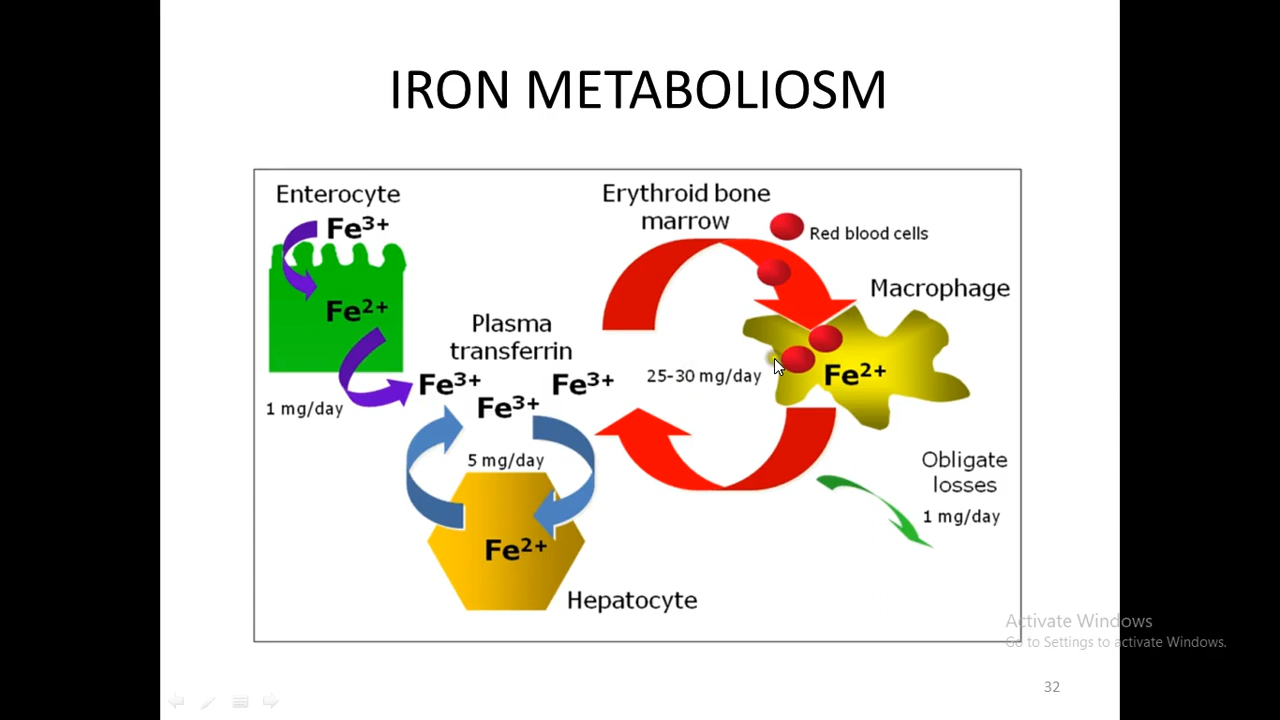 IRON METABOLIOSM
Enterocyte
Fe3+
Fe2+
1 mg/day
Plasma
transferrin
Fe3+
Fe3+
Fe3+
5 mg/day
Fe2+
Hepatocyte
Erythroid bone
marrow
Red blood cells
Macrophage
25-30 mg/day
Fe2+
Obligate
losses
1 mg/day
Activate Windows
Go to Settings to activate Windows.
32